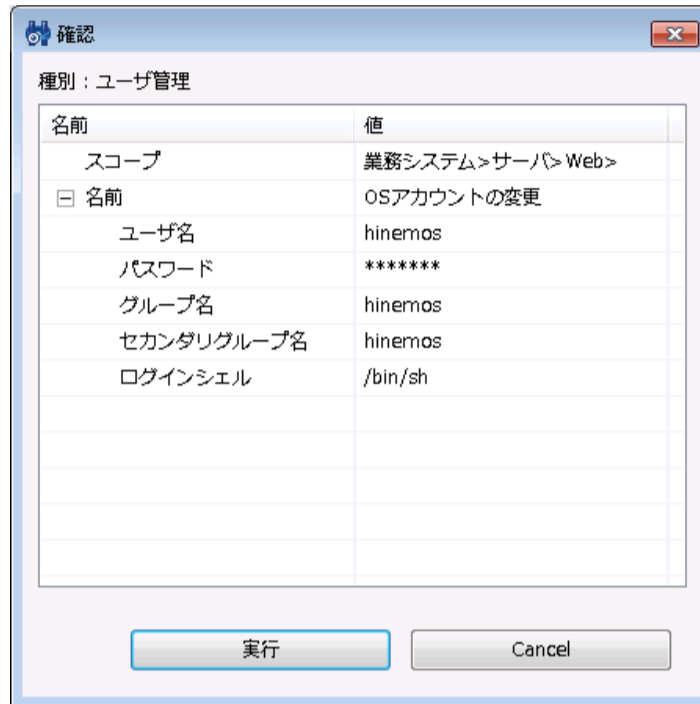 確認
種別：ユーザ管理
名前 値
スコープ 業務システム>サーバ>Web>
名前 OSアカウントの変更
ユーザ名 hinemos
パスワード *******
グループ名 hinemos
セカンダリグループ名 hinemos
ログインシェル /bin/sh
実行 Cancel